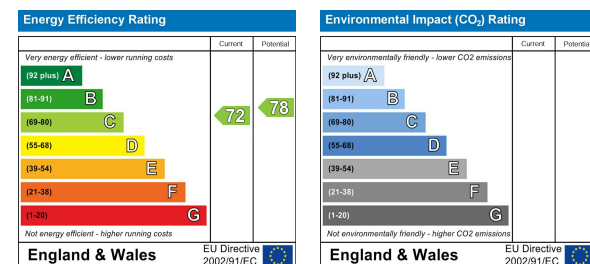 Energy Efficiency Rating
Current Potential
Very energy efficient - lower running costs
(92 plus) A
(81-91) B
(69-80) C
(55-68) D
(39-54) E
(21-38) F
(1-20) G
72
78
Not energy efficient - higher running costs
England & Wales
EU Directive
2002/91/EC
Environmental Impact (CO₂) Rating
Current Potentia
Very environmentally friendly - lower CO2 emissions
(92 plus) A
(81-91) B
(69-80) C
(55-68) D
(39-54) E
(21-38) F
(1-20) G
Not environmentally friendly - higher CO2 emissions
England & Wales
EU Directive
2002/91/EC